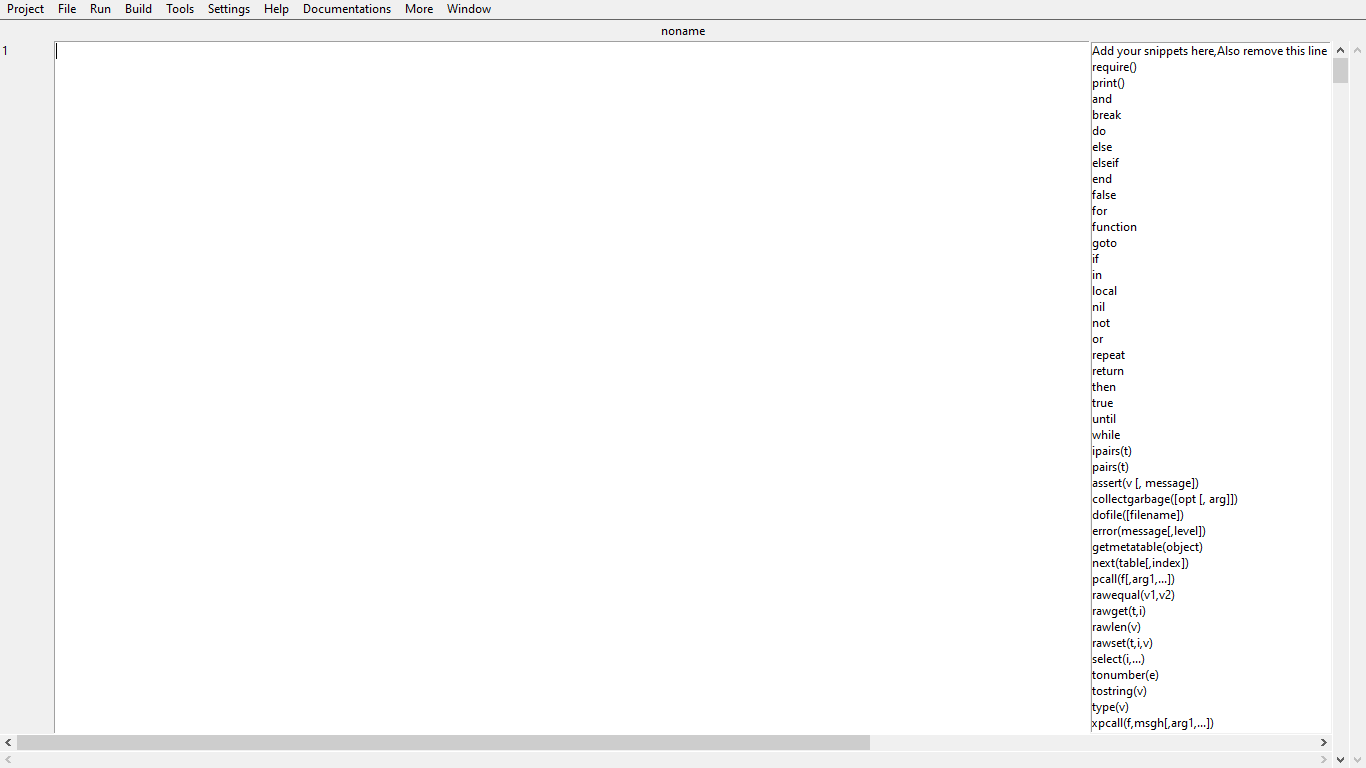 Project File Run Build Tools Settings Help Documentations More Window
noname
1
Add your snippets here,Also remove this line
require()
print()
and
break
do
else
elseif
end
false
for
function
goto
if
in
local
nil
not
or
repeat
return
then
true
until
while
ipairs(t)
pairs(t)
assert(v [, message])
collectgarbage([opt [, arg]])
dofile([filename])
error(message[,level])
getmetatable(object)
next(table[,index])
pcall(f[,arg1,...])
rawequal(v1,v2)
rawget(t,i)
rawlen(v)
rawset(t,i,v)
select(i,...)
tonumber(e)
tostring(v)
type(v)
xpcall(f,msgh[,arg1,...])